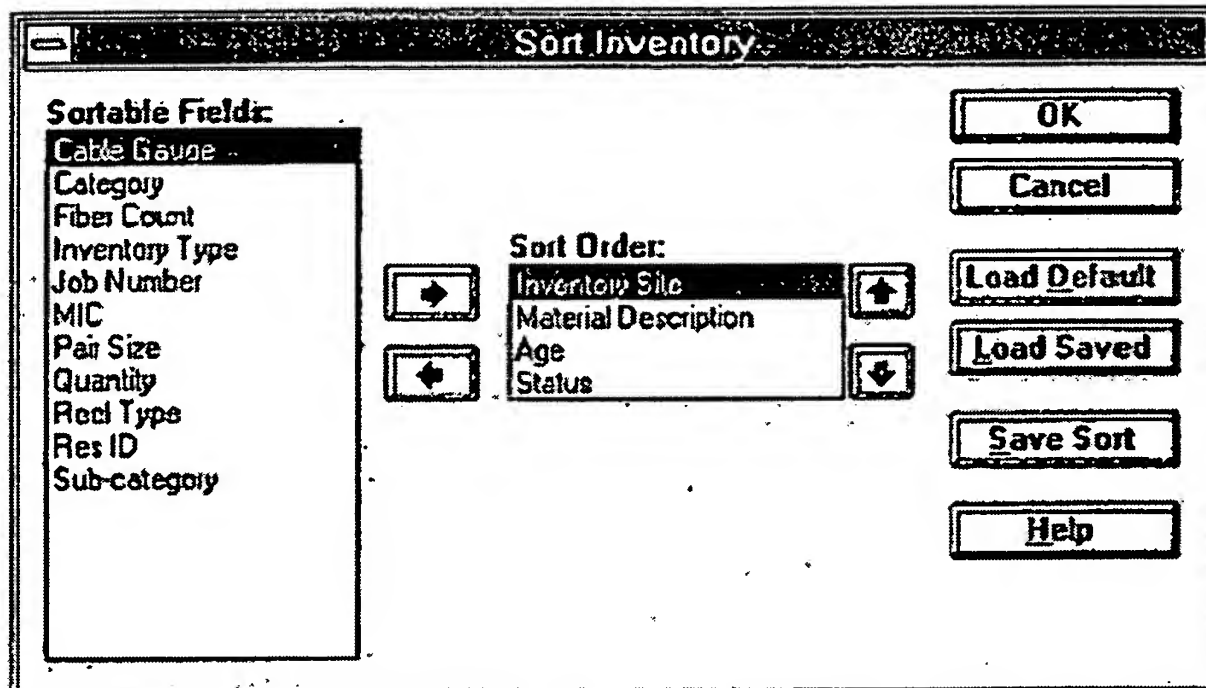 Sort Inventory
Sortable Fields:
Cable Gauge
Category
Fiber Count
Inventory Type
Job Number
MIC
Pair Size
Quantity
Reel Type
Res ID
Sub-category
Sort Order:
Inventory Site
Material Description
Age
Status
OK
Cancel
Load Default
Load Saved
Save Sort
Help